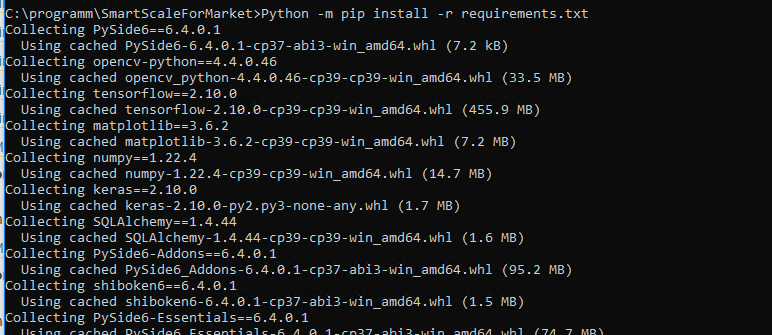 C:\programm\SmartScaleForMarket>Python -m pip install -r requirements.txt
Collecting PySide6==6.4.0.1
  Using cached PySide6-6.4.0.1-cp37-abi3-win_amd64.whl (7.2 kB)
Collecting opencv-python==4.4.0.46
  Using cached opencv_python-4.4.0.46-cp39-cp39-win_amd64.whl (33.5 MB)
Collecting tensorflow==2.10.0
  Using cached tensorflow-2.10.0-cp39-cp39-win_amd64.whl (455.9 MB)
Collecting matplotlib==3.6.2
  Using cached matplotlib-3.6.2-cp39-cp39-win_amd64.whl (7.2 MB)
Collecting numpy==1.22.4
  Using cached numpy-1.22.4-cp39-cp39-win_amd64.whl (14.7 MB)
Collecting keras==2.10.0
  Using cached keras-2.10.0-py2.py3-none-any.whl (1.7 MB)
Collecting SQLAlchemy==1.4.44
  Using cached SQLAlchemy-1.4.44-cp39-cp39-win_amd64.whl (1.6 MB)
Collecting PySide6-Addons==6.4.0.1
  Using cached PySide6_Addons-6.4.0.1-cp37-abi3-win_amd64.whl (95.2 MB)
Collecting shiboken6==6.4.0.1
  Using cached shiboken6-6.4.0.1-cp37-abi3-win_amd64.whl (1.5 MB)
Collecting PySide6-Essentials==6.4.0.1
  Using cached PySide6_Essentials-6.4.0.1-cp37-abi3-win_amd64.whl (74.7 MB)